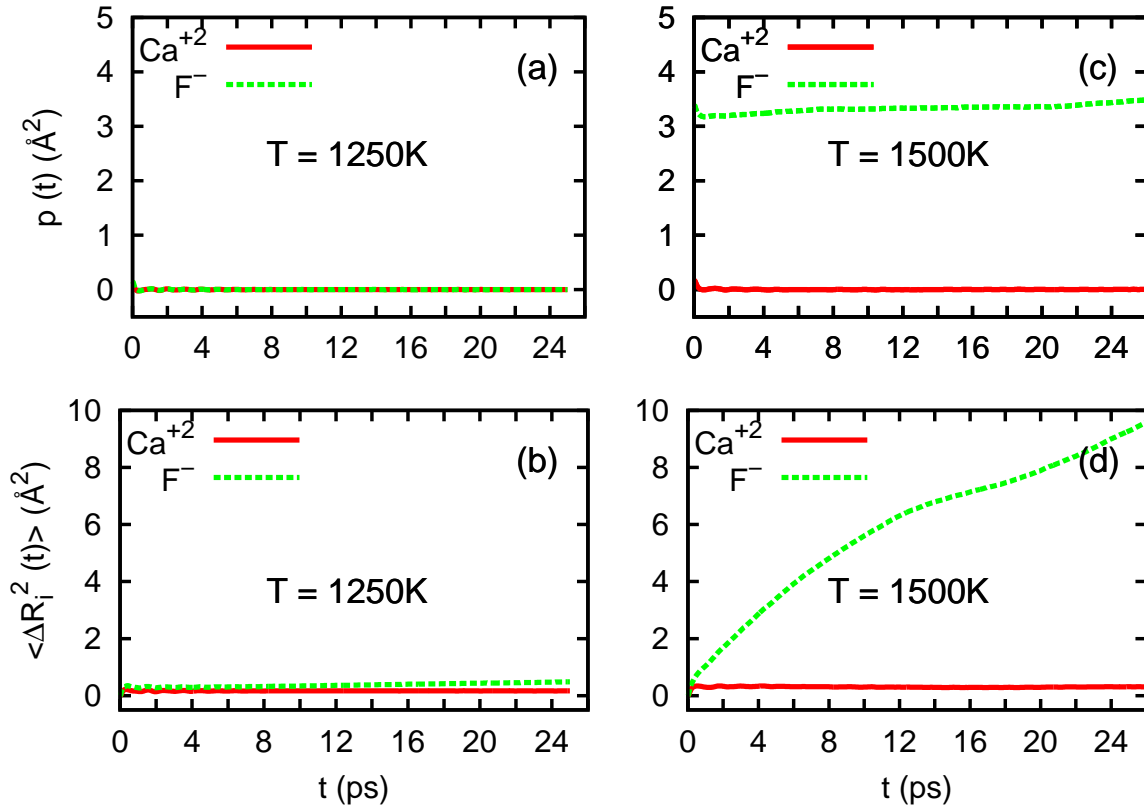 5
4
3
2
1
0
p (t) (Å²)
Ca⁺²
F⁻
(a)
T = 1250K
0 4 8 12 16 20 24
5
4
3
2
1
0
Ca⁺²
F⁻
(c)
T = 1500K
0 4 8 12 16 20 24
10
8
6
4
2
0
<ΔRᵢ² (t)> (Å²)
Ca⁺²
F⁻
(b)
T = 1250K
0 4 8 12 16 20 24
t (ps)
10
8
6
4
2
0
Ca⁺²
F⁻
(d)
T = 1500K
0 4 8 12 16 20 24
t (ps)